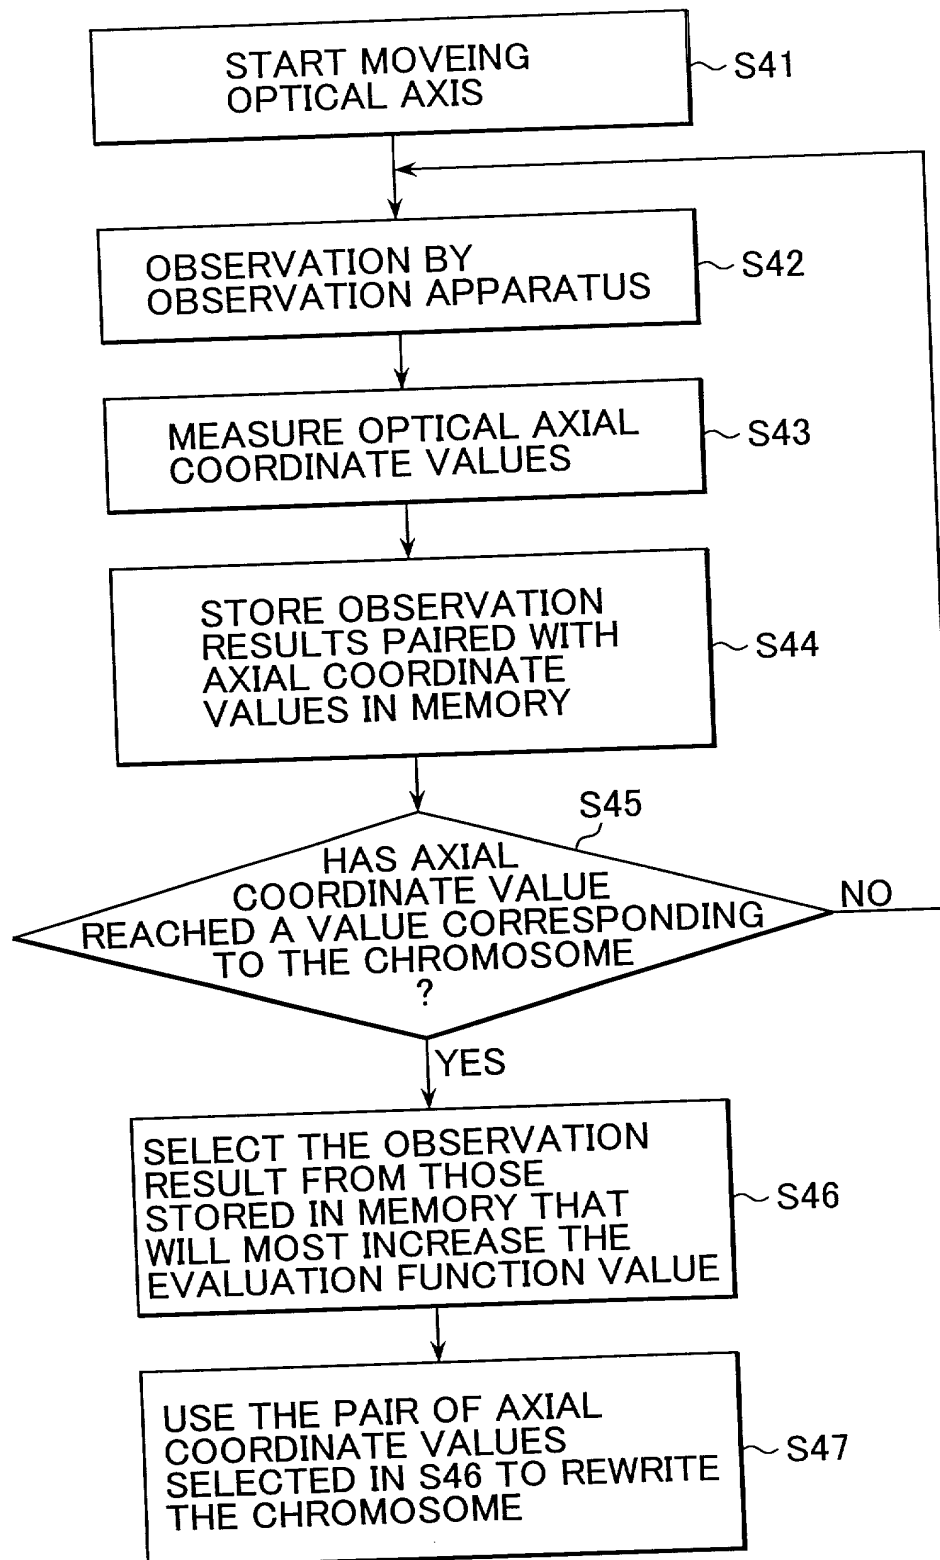 START MOVEING
OPTICAL AXIS
S41
OBSERVATION BY
OBSERVATION APPARATUS
S42
MEASURE OPTICAL AXIAL
COORDINATE VALUES
S43
STORE OBSERVATION
RESULTS PAIRED WITH
AXIAL COORDINATE
VALUES IN MEMORY
S44
S45
HAS AXIAL
COORDINATE VALUE
REACHED A VALUE CORRESPONDING
TO THE CHROMOSOME
?
NO
YES
SELECT THE OBSERVATION
RESULT FROM THOSE
STORED IN MEMORY THAT
WILL MOST INCREASE THE
EVALUATION FUNCTION VALUE
S46
USE THE PAIR OF AXIAL
COORDINATE VALUES
SELECTED IN S46 TO REWRITE
THE CHROMOSOME
S47